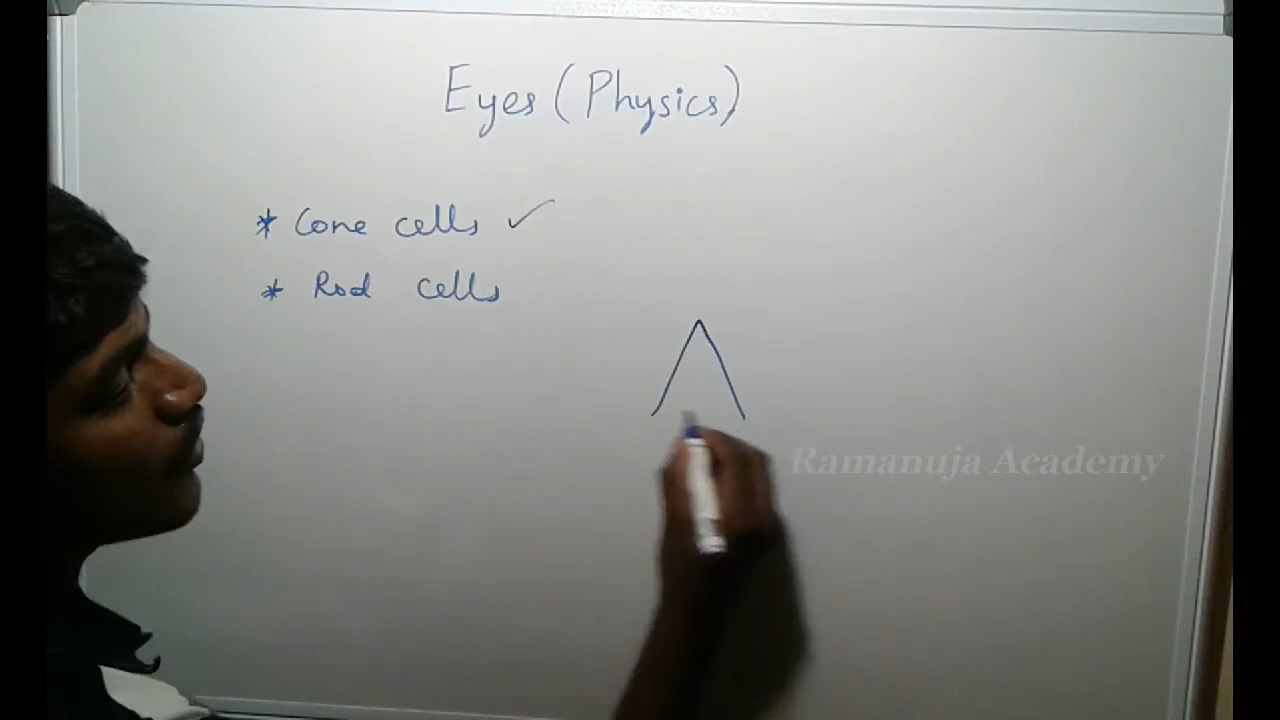 Eyes (Physics)
* Cone cells ✓
* Rod cells
Ramanuja Academy